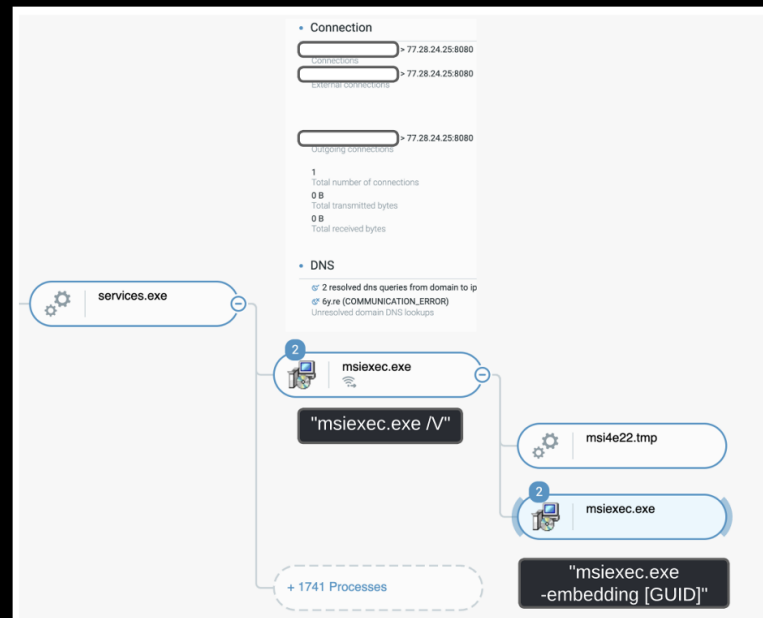 • Connection
> 77.28.24.25:8080
Connections
> 77.28.24.25:8080
External connections
> 77.28.24.25:8080
Outgoing connections
1
Total number of connections
0 B
Total transmitted bytes
0 B
Total received bytes
• DNS
2 resolved dns queries from domain to ip
6y.re (COMMUNICATION_ERROR)
Unresolved domain DNS lookups
services.exe
2
msiexec.exe
"msiexec.exe /V"
msi4e22.tmp
2
msiexec.exe
"msiexec.exe
-embedding [GUID]"
+ 1741 Processes